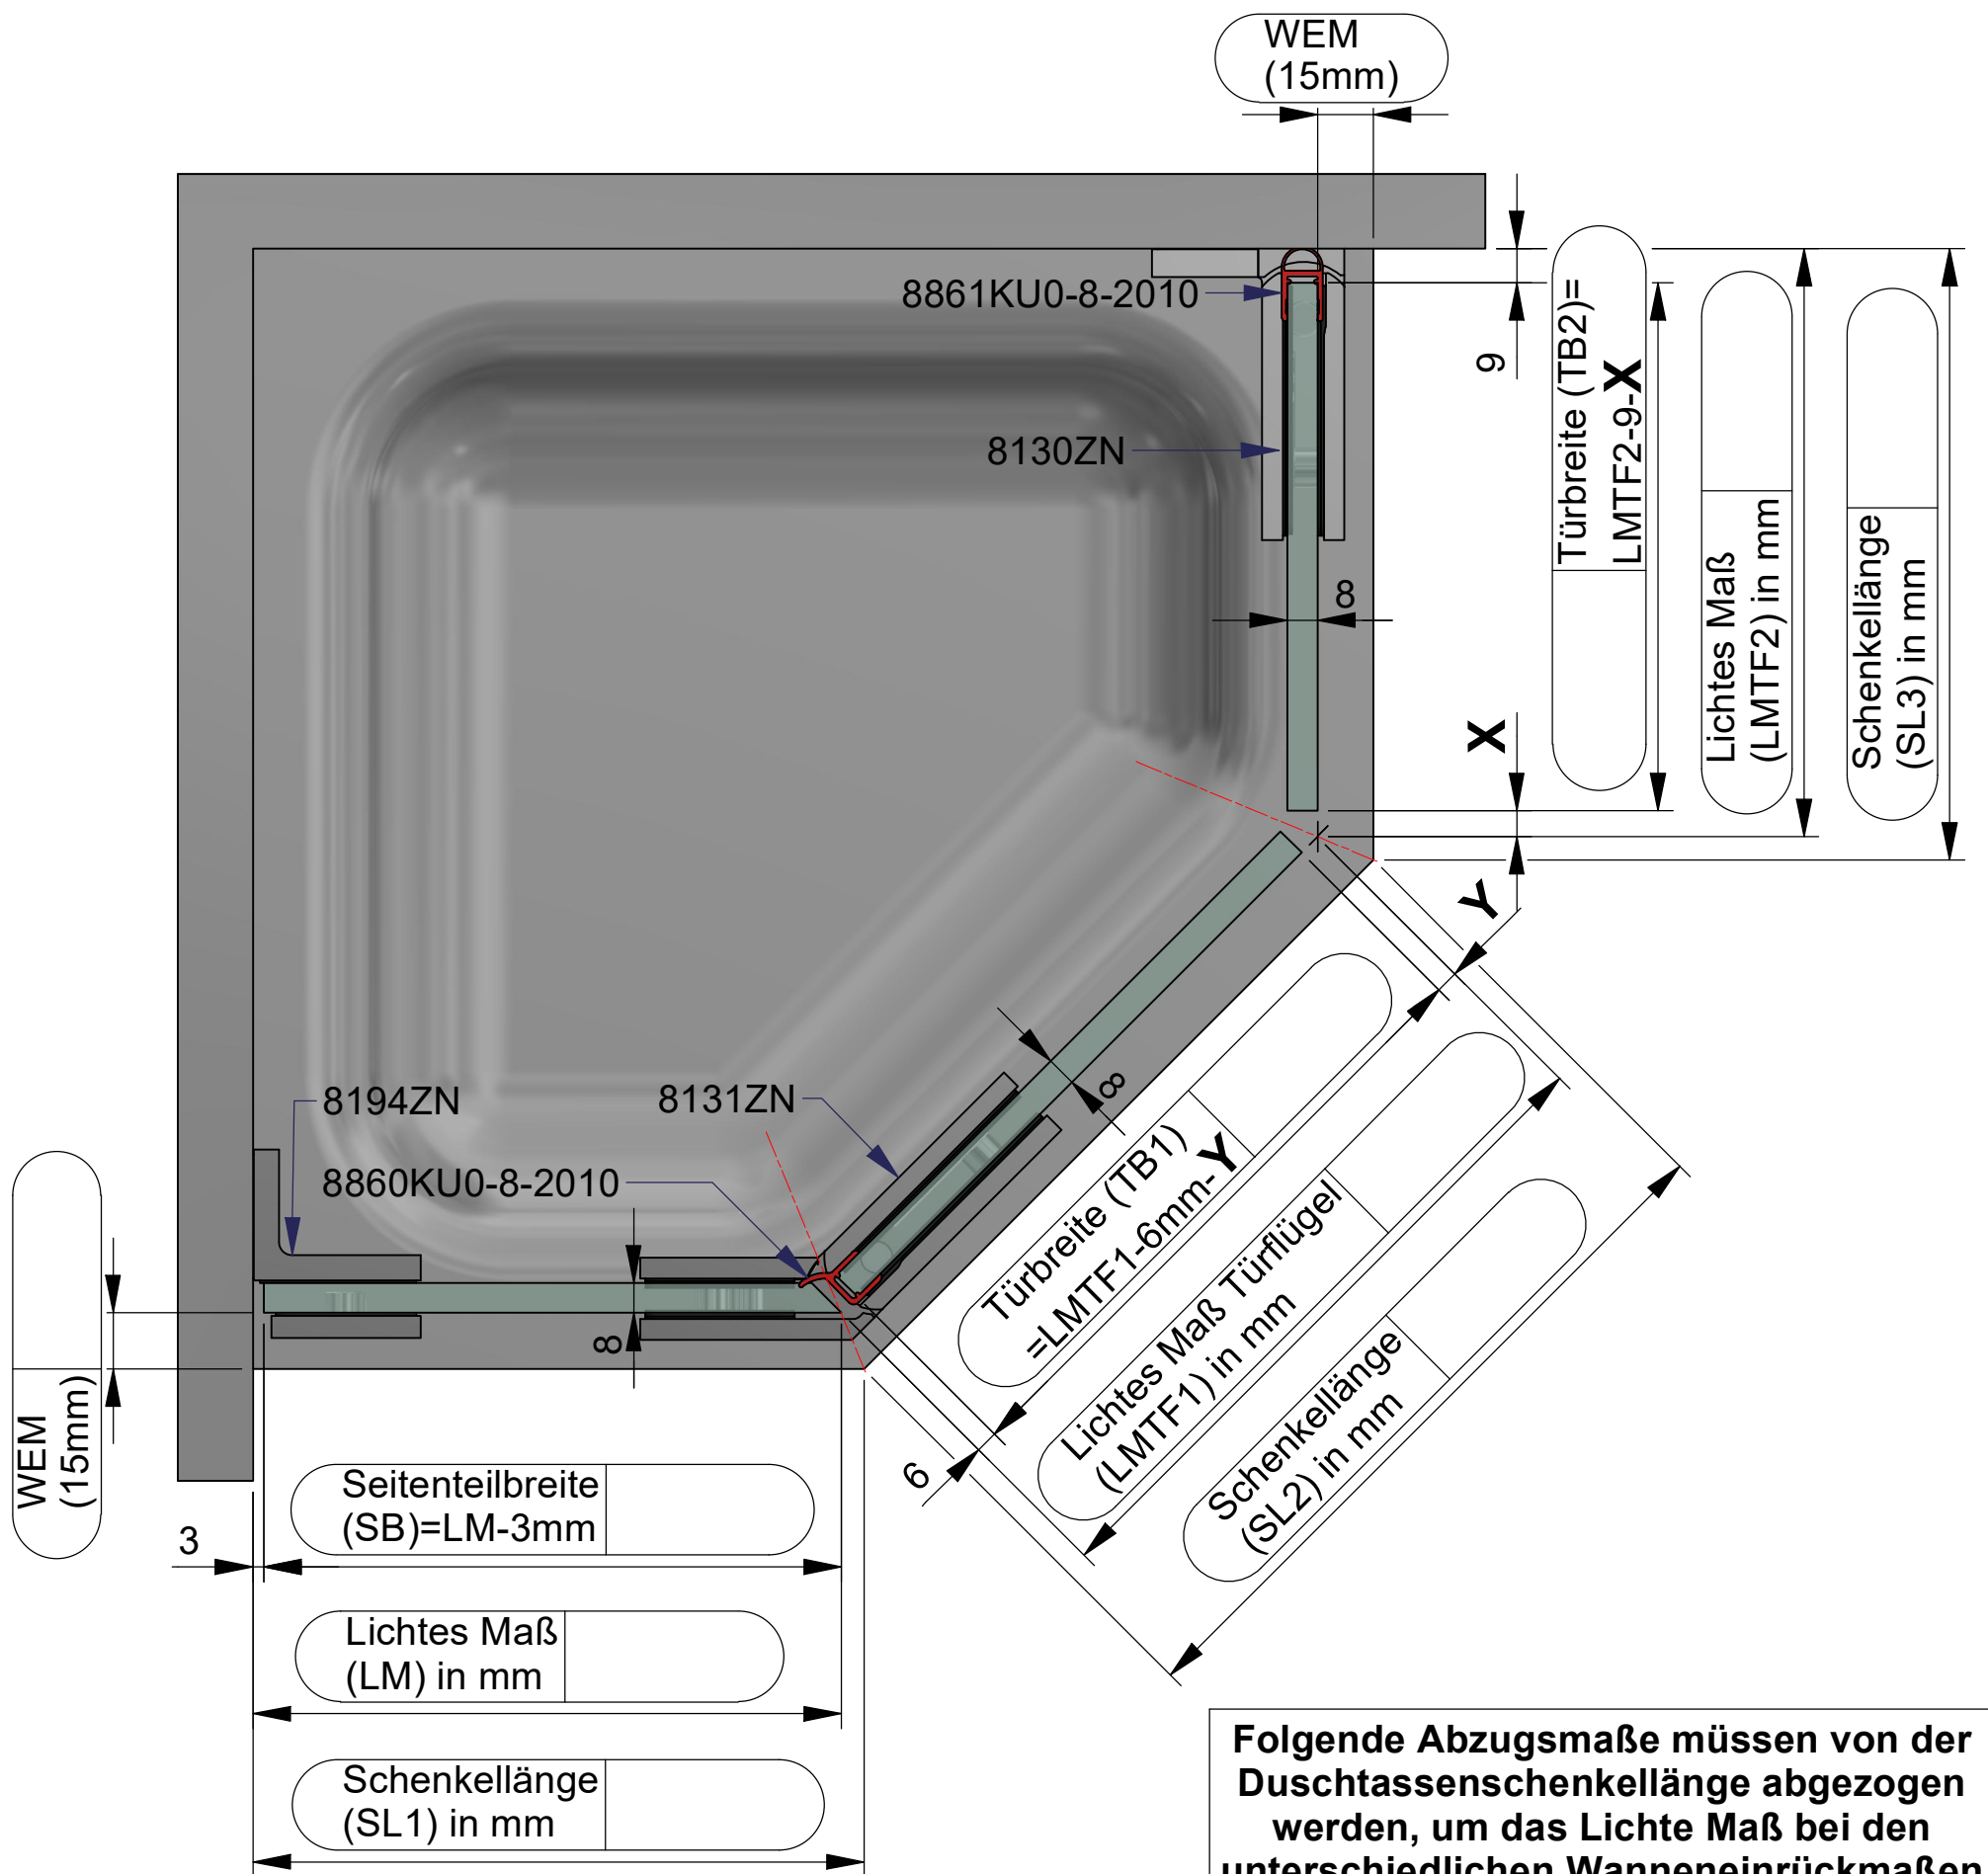 WEM
(15mm)
8861KU0-8-2010
8130ZN
9
Türbreite (TB2)=
LMTF2-9-X
Lichtes Maß
(LMTF2) in mm
Schenkellänge
(SL3) in mm
8
X
Y
8194ZN
8131ZN
8860KU0-8-2010
8
8
Türbreite (TB1)
=LMTF1-6mm-Y
Lichtes Maß Türflügel
(LMTF1) in mm
Schenkellänge
(SL2) in mm
6
WEM
(15mm)
3
Seitenteilbreite
(SB)=LM-3mm
Lichtes Maß
(LM) in mm
Schenkellänge
(SL1) in mm
Folgende Abzugsmaße müssen von der
Duschtassenschenkellänge abgezogen
werden, um das Lichte Maß bei den
unterschiedlichen Wanneneinrückmaßen